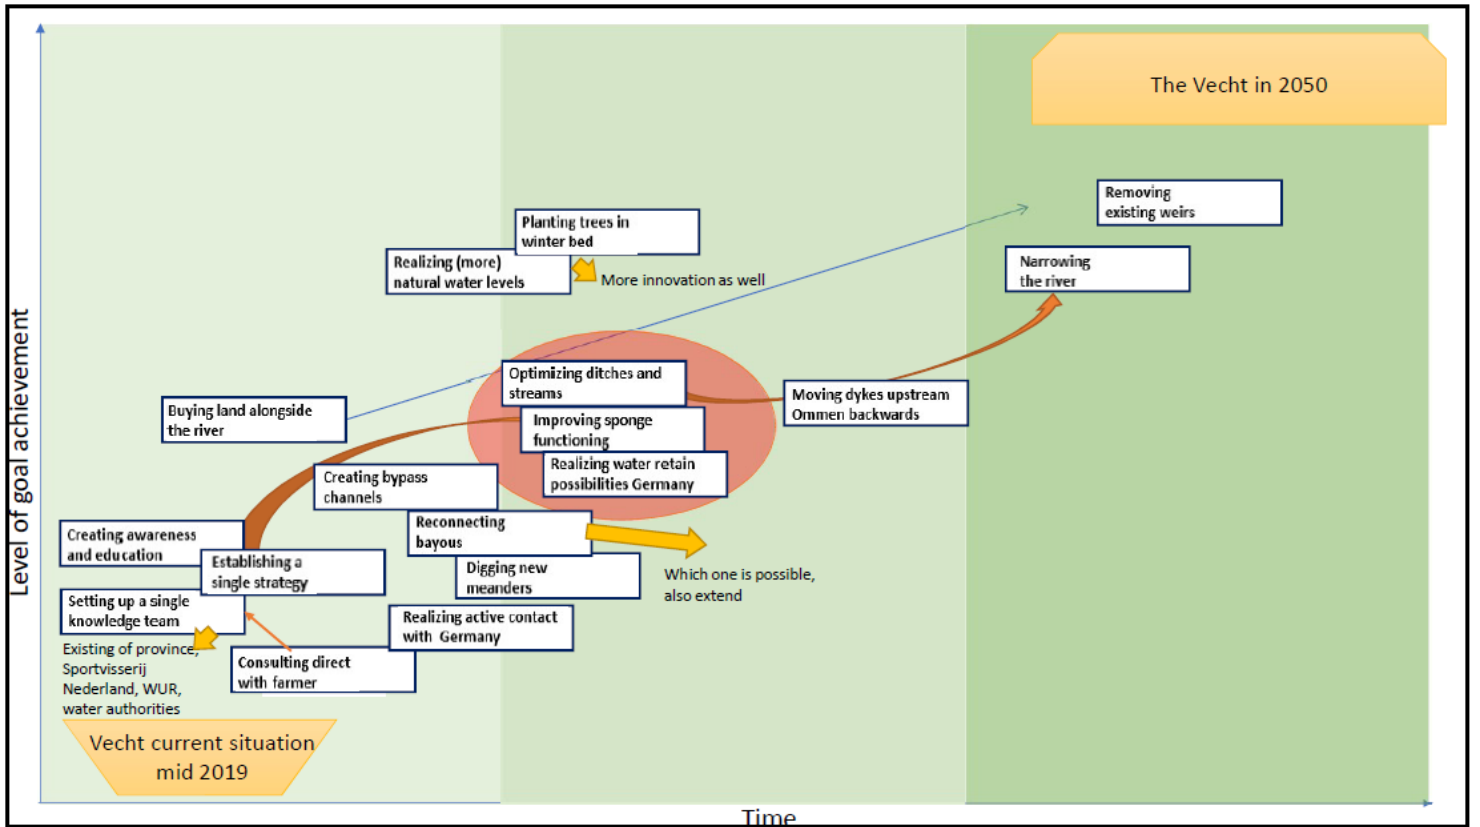 The Vecht in 2050
Removing
existing weirs
Planting trees in
winter bed
Realizing (more)
natural water levels
More innovation as well
Narrowing
the river
Level of goal achievement
Optimizing ditches and
streams
Moving dykes upstream
Ommen backwards
Buying land alongside
the river
Improving sponge
functioning
Realizing water retain
possibilities Germany
Creating bypass
channels
Reconnecting
bayous
Creating awareness
and education
Establishing a
single strategy
Digging new
meanders
Which one is possible,
also extend
Setting up a single
knowledge team
Realizing active contact
with Germany
Existing of province,
Sportvisserij
Nederland, WUR,
water authorities
Consulting direct
with farmer
Vecht current situation
mid 2019
Time